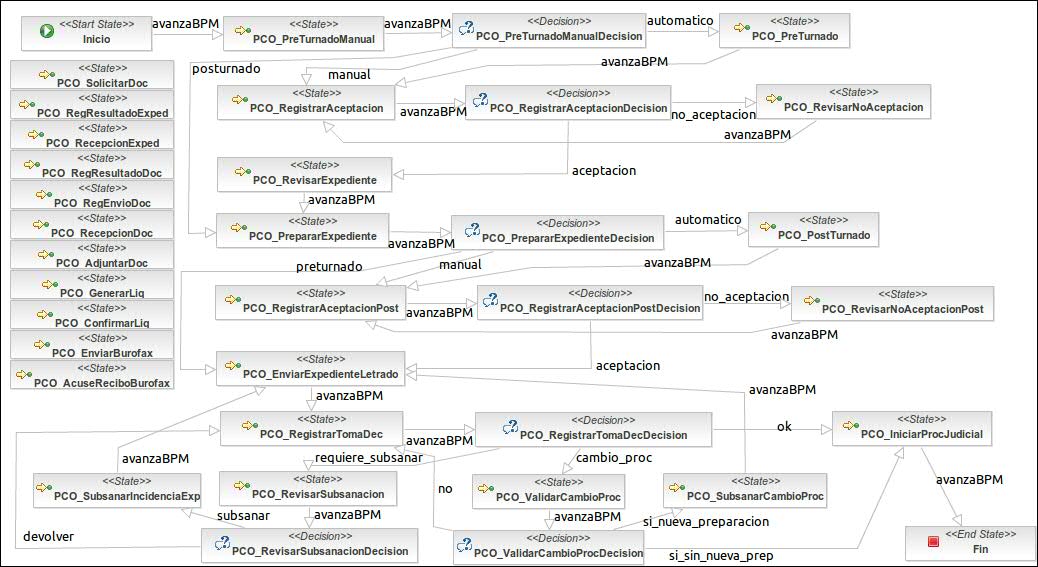 <<Start State>>
Inicio
avanzaBPM
<<State>>
PCO_PreTurnadoManual
avanzaBPM
<<Decision>>
PCO_PreTurnadoManualDecision
automatico
<<State>>
PCO_PreTurnado
posturnado
manual
avanzaBPM
<<State>>
PCO_SolicitarDoc
<<State>>
PCO_RegResultadoExped
<<State>>
PCO_RecepcionExped
<<State>>
PCO_RegResultadoDoc
<<State>>
PCO_RegEnvioDoc
<<State>>
PCO_RecepcionDoc
<<State>>
PCO_AdjuntarDoc
<<State>>
PCO_GenerarLiq
<<State>>
PCO_ConfirmarLiq
<<State>>
PCO_EnviarBurofax
<<State>>
PCO_AcuseReciboBurofax
<<State>>
PCO_RegistrarAceptacion
avanzaBPM
<<Decision>>
PCO_RegistrarAceptacionDecision
no_aceptacion
<<State>>
PCO_RevisarNoAceptacion
avanzaBPM
<<State>>
PCO_RevisarExpediente
aceptacion
avanzaBPM
<<State>>
PCO_PrepararExpediente
avanzaBPM
<<Decision>>
PCO_PrepararExpedienteDecision
automatico
<<State>>
PCO_PostTurnado
preturnado
manual
avanzaBPM
<<State>>
PCO_RegistrarAceptacionPost
avanzaBPM
<<Decision>>
PCO_RegistrarAceptacionPostDecision
no_aceptacion
<<State>>
PCO_RevisarNoAceptacionPost
avanzaBPM
<<State>>
PCO_EnviarExpedienteLetrado
aceptacion
avanzaBPM
avanzaBPM
<<State>>
PCO_RegistrarTomaDec
avanzaBPM
<<Decision>>
PCO_RegistrarTomaDecDecision
ok
<<State>>
PCO_IniciarProcJudicial
avanzaBPM
requiere_subsanar
cambio_proc
<<State>>
PCO_SubsanarIncidenciaExp
<<State>>
PCO_RevisarSubsanacion
no
<<State>>
PCO_ValidarCambioProc
<<State>>
PCO_SubsanarCambioProc
avanzaBPM
subsanar
avanzaBPM
avanzaBPM
si_nueva_preparacion
devolver
<<Decision>>
PCO_RevisarSubsanacionDecision
<<Decision>>
PCO_ValidarCambioProcDecision
si_sin_nueva_prep
<<End State>>
Fin